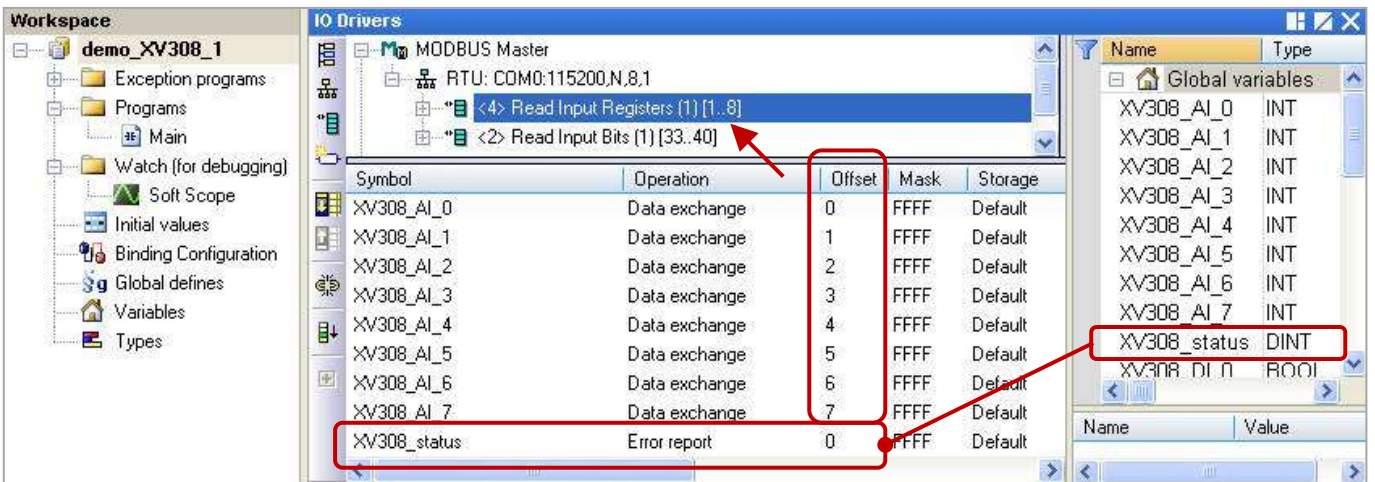 Workspace
demo_XV308_1
Exception programs
Programs
Main
Watch (for debugging)
Soft Scope
Initial values
Binding Configuration
Global defines
Variables
Types
IO Drivers
MODBUS Master
RTU: COM0:115200,N,8,1
<4> Read Input Registers (1) [1..8]
<2> Read Input Bits (1) [33..40]
Symbol Operation Offset Mask Storage
XV308_AI_0 Data exchange 0 FFFF Default
XV308_AI_1 Data exchange 1 FFFF Default
XV308_AI_2 Data exchange 2 FFFF Default
XV308_AI_3 Data exchange 3 FFFF Default
XV308_AI_4 Data exchange 4 FFFF Default
XV308_AI_5 Data exchange 5 FFFF Default
XV308_AI_6 Data exchange 6 FFFF Default
XV308_AI_7 Data exchange 7 FFFF Default
XV308_status Error report 0 FFFF Default
Name Type
Global variables
XV308_AI_0 INT
XV308_AI_1 INT
XV308_AI_2 INT
XV308_AI_3 INT
XV308_AI_4 INT
XV308_AI_5 INT
XV308_AI_6 INT
XV308_AI_7 INT
XV308_status DINT
XV308_DI_0 BOOL
Name Value